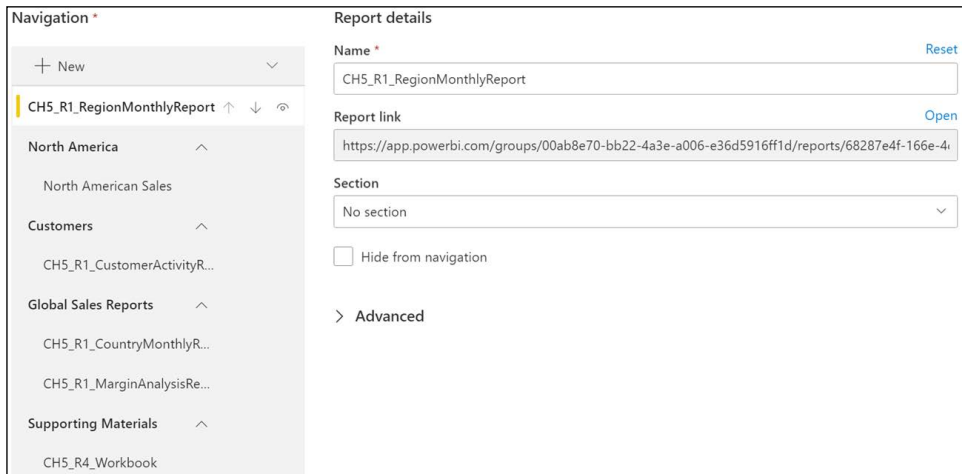 Navigation *
New
CH5_R1_RegionMonthlyReport
North America
North American Sales
Customers
CH5_R1_CustomerActivityR...
Global Sales Reports
CH5_R1_CountryMonthlyR...
CH5_R1_MarginAnalysisRe...
Supporting Materials
CH5_R4_Workbook
Report details
Name * Reset
CH5_R1_RegionMonthlyReport
Report link Open
https://app.powerbi.com/groups/00ab8e70-bb22-4a3e-a006-e36d5916ff1d/reports/68287e4f-166e-4
Section
No section
Hide from navigation
Advanced